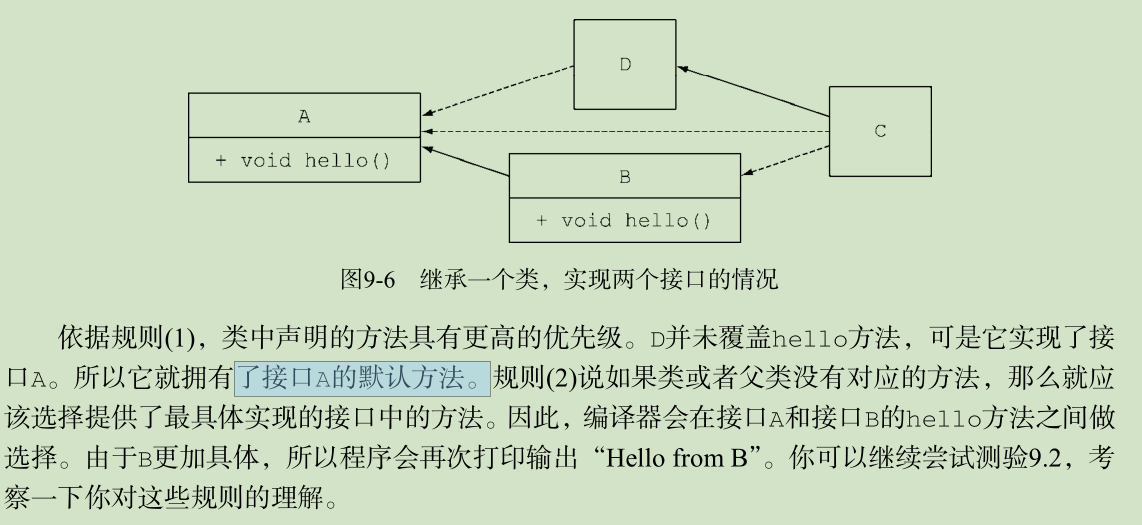 D
A
C
+ void hello()
B
+ void hello()
图9-6 继承一个类，实现两个接口的情况
依据规则(1)，类中声明的方法具有更高的优先级。D并未覆盖hello方法，可是它实现了接
口A。所以它就拥有了接口A的默认方法。规则(2)说如果类或者父类没有对应的方法，那么就应
该选择提供了最具体实现的接口中的方法。因此，编译器会在接口A和接口B的hello方法之间做
选择。由于B更加具体，所以程序会再次打印输出“Hello from B”。你可以继续尝试测验9.2，考
察一下你对这些规则的理解。